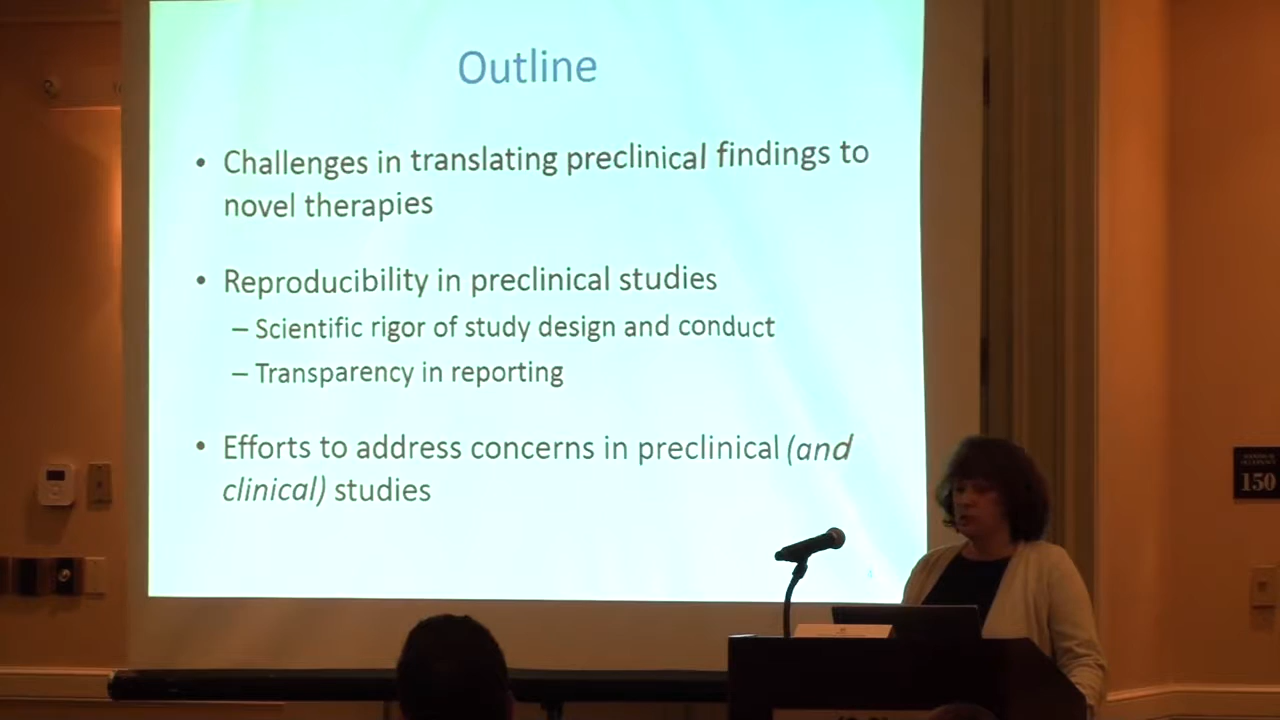 Outline
• Challenges in translating preclinical findings to
novel therapies
• Reproducibility in preclinical studies
– Scientific rigor of study design and conduct
– Transparency in reporting
• Efforts to address concerns in preclinical (and
clinical) studies
150